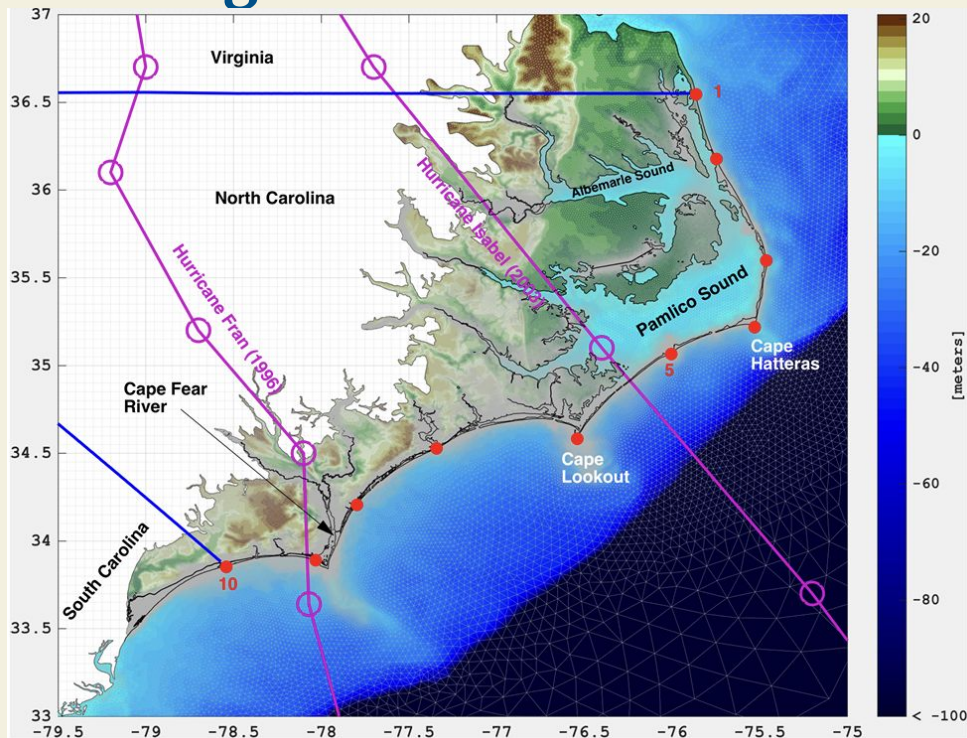 37
36.5
36
35.5
35
34.5
34
33.5
33
-79.5
-79
-78.5
-78
-77.5
-77
-76.5
-76
-75.5
-75
Virginia
1
Albemarle Sound
North Carolina
Hurricane Isabel (2003)
Hurricane Fran (1996)
Pamlico Sound
Cape
Hatteras
5
Cape Fear
River
Cape
Lookout
South Carolina
10
20
0
-20
-40
-60
-80
< -100
[meters]